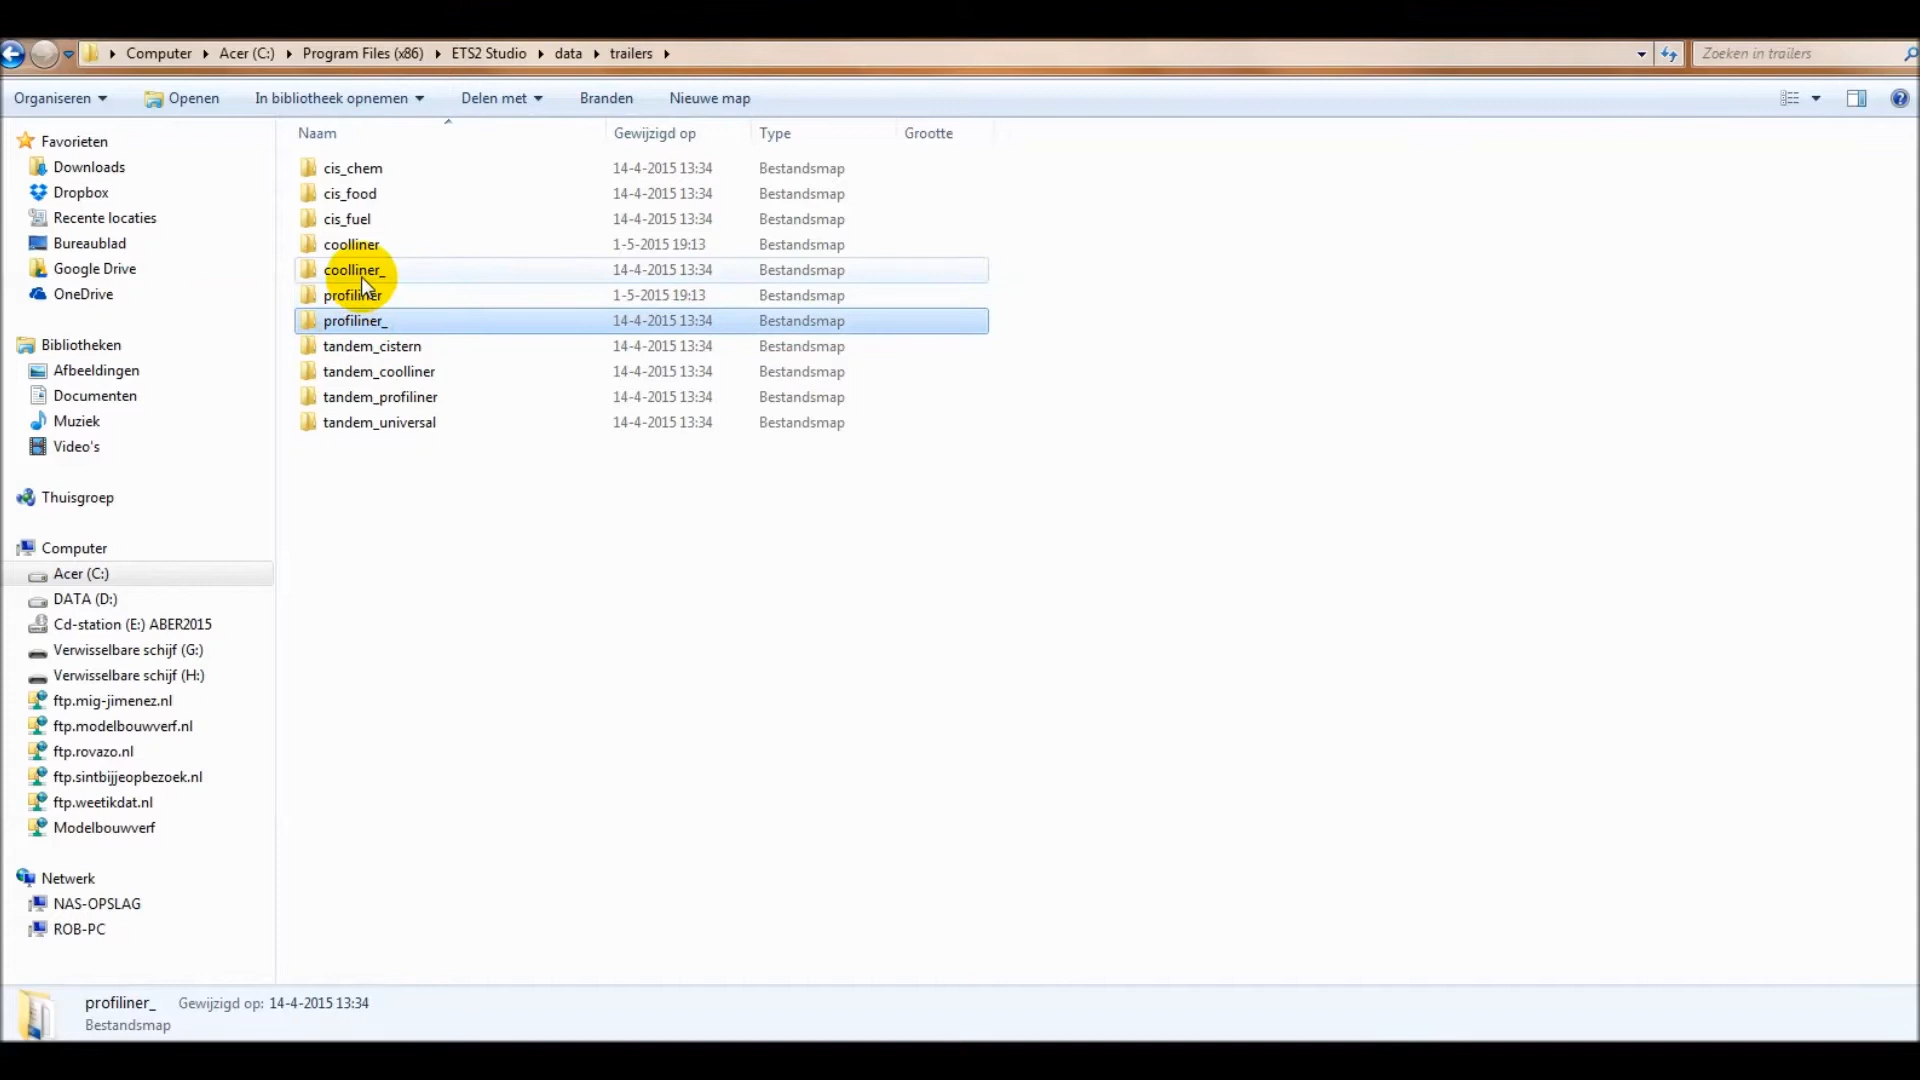 Computer Acer (C:) Program Files (x86) ETS2 Studio data trailers Zoeken in trailers
Organiseren Openen In bibliotheek opnemen Delen met Branden Nieuwe map
Naam Gewijzigd op Type Grootte
Favorieten
Downloads
Dropbox
Recente locaties
Bureaublad
Google Drive
OneDrive
Bibliotheken
Afbeeldingen
Documenten
Muziek
Video's
Thuisgroep
Computer
Acer (C:)
DATA (D:)
Cd-station (E:) ABER2015
Verwisselbare schijf (G:)
Verwisselbare schijf (H:)
ftp.mig-jimenez.nl
ftp.modelbouwverf.nl
ftp.rovazo.nl
ftp.sintbijjeopbezoek.nl
ftp.weetikdat.nl
Modelbouwverf
Netwerk
NAS-OPSLAG
ROB-PC
cis_chem 14-4-2015 13:34 Bestandsmap
cis_food 14-4-2015 13:34 Bestandsmap
cis_fuel 14-4-2015 13:34 Bestandsmap
coolliner 1-5-2015 19:13 Bestandsmap
coolliner_ 14-4-2015 13:34 Bestandsmap
profiliner 1-5-2015 19:13 Bestandsmap
profiliner_ 14-4-2015 13:34 Bestandsmap
tandem_cistern 14-4-2015 13:34 Bestandsmap
tandem_coolliner 14-4-2015 13:34 Bestandsmap
tandem_profiliner 14-4-2015 13:34 Bestandsmap
tandem_universal 14-4-2015 13:34 Bestandsmap
profiliner_ Gewijzigd op: 14-4-2015 13:34
Bestandsmap